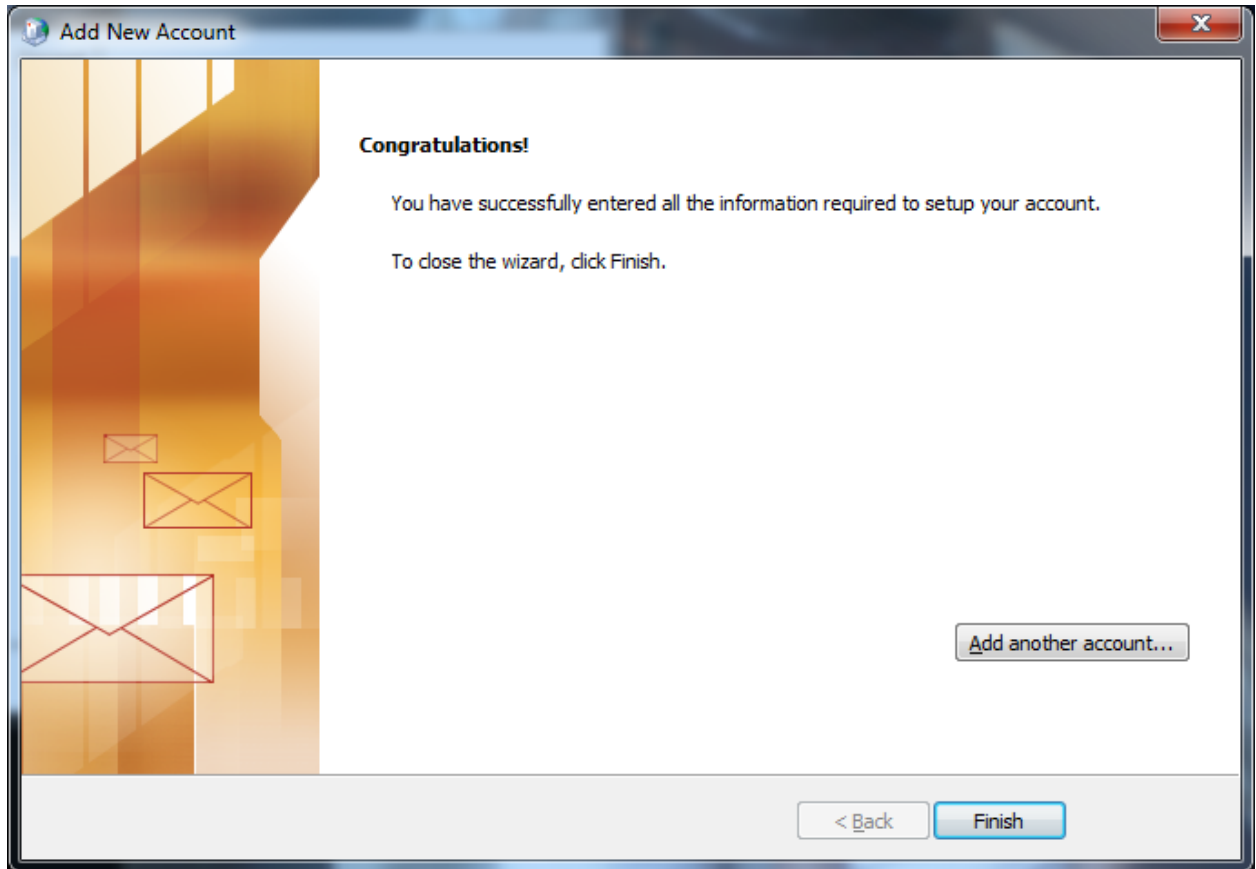 Add New Account
X
Congratulations!
You have successfully entered all the information required to setup your account.
To close the wizard, click Finish.
Add another account...
< Back
Finish